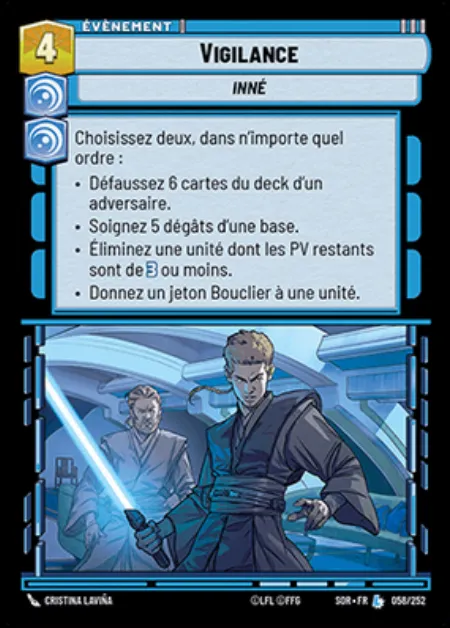 ÉVÈNEMENT
4
VIGILANCE
INNÉ
Choisissez deux, dans n'importe quel
ordre :
• Défaussez 6 cartes du deck d'un
adversaire.
• Soignez 5 dégâts d'une base.
• Éliminez une unité dont les PV restants
sont de 3 ou moins.
• Donnez un jeton Bouclier à une unité.
CRISTINA LAVIÑA
©LFL ©FFG
SOR • FR
L
058/252